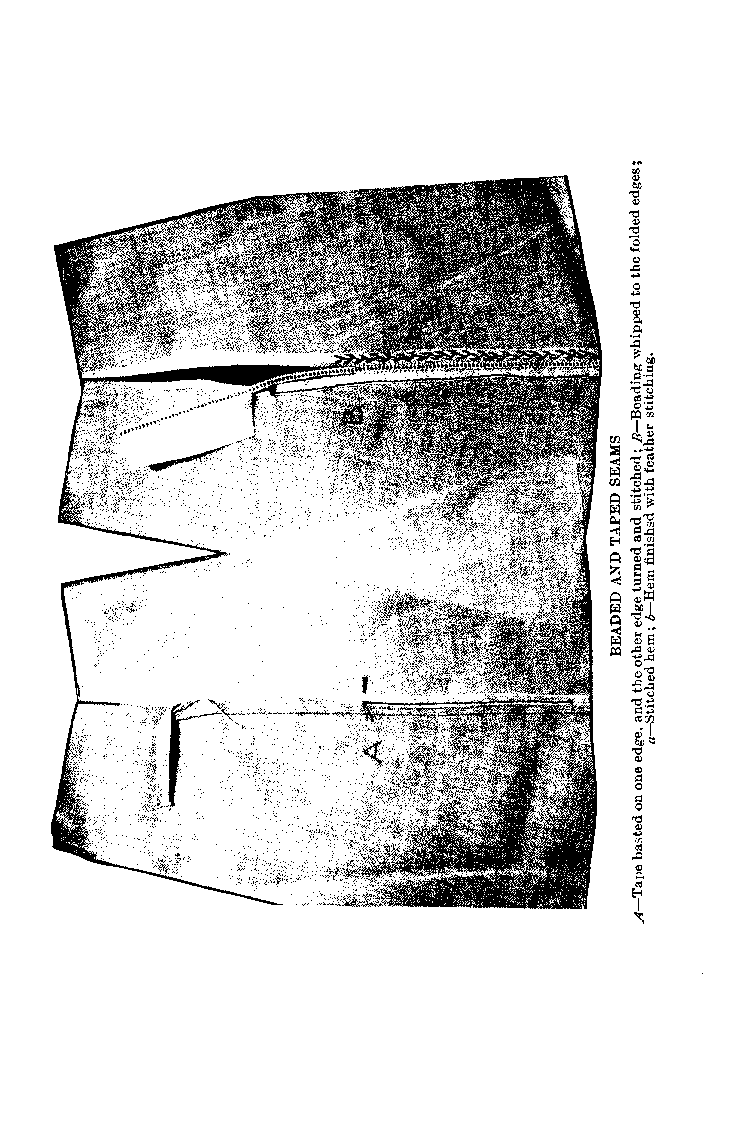 B
A
BEADED AND TAPED SEAMS
A—Tape basted on one edge, and the other edge turned and stitched; B—Beading whipped to the folded edges;
a—Stitched hem; b—Hem finished with feather stitching.